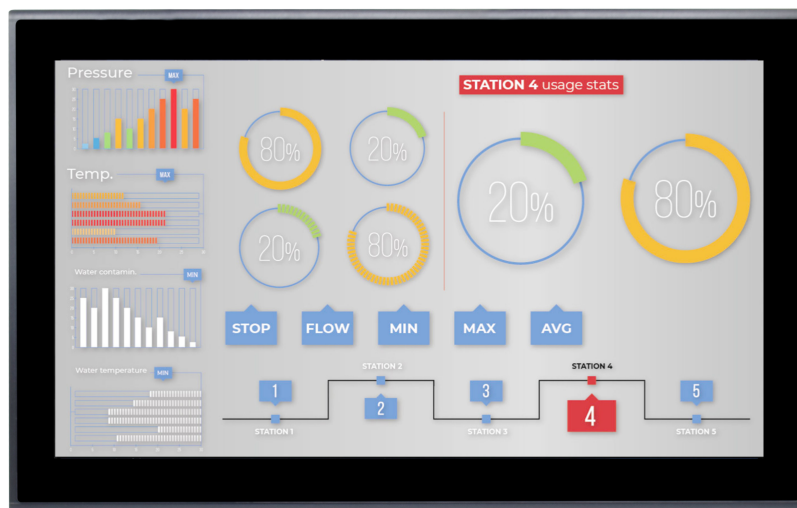 Pressure
MAX
Temp.
MAX
Water contamin.
MIN
Water temperature
MIN
STATION 4 usage stats
80%
20%
20%
80%
20%
80%
STOP
FLOW
MIN
MAX
AVG
STATION 2
STATION 4
1
2
3
4
5
STATION 1
STATION 3
STATION 5